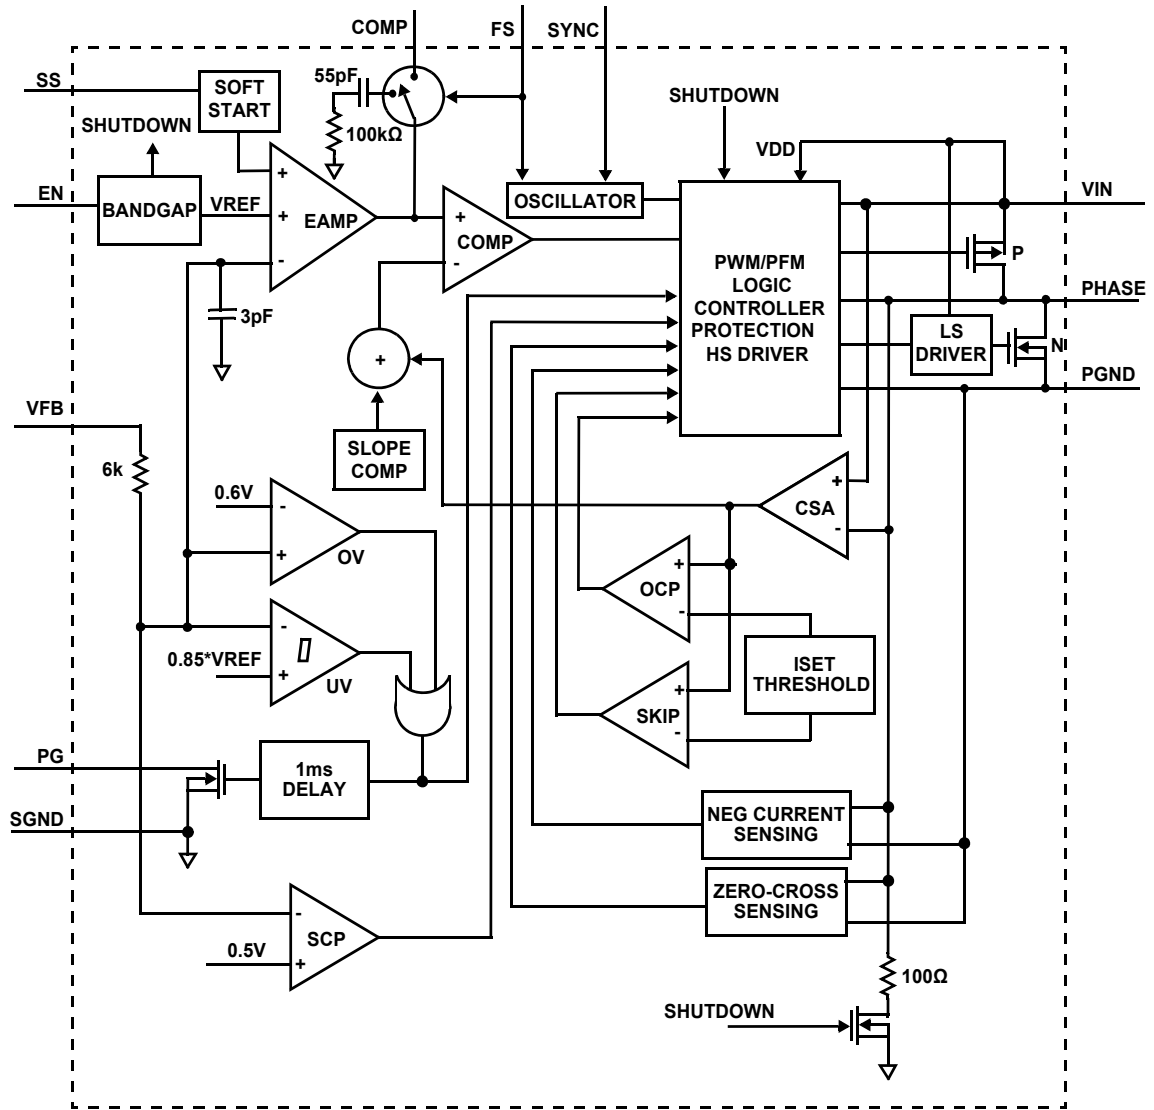 COMP
FS
SYNC
SS
SOFT
START
55pF
100kΩ
SHUTDOWN
SHUTDOWN
VDD
EN
BANDGAP
VREF
+
+
-
EAMP
+
-
COMP
OSCILLATOR
VIN
P
PWM/PFM
LOGIC
CONTROLLER
PROTECTION
HS DRIVER
PHASE
3pF
LS
DRIVER
N
PGND
+
VFB
SLOPE
COMP
6k
0.6V
-
+
OV
+
-
CSA
+
-
OCP
0.85*VREF
-
+
UV
ISET
THRESHOLD
+
-
SKIP
PG
1ms
DELAY
SGND
NEG CURRENT
SENSING
ZERO-CROSS
SENSING
-
+
SCP
0.5V
100Ω
SHUTDOWN